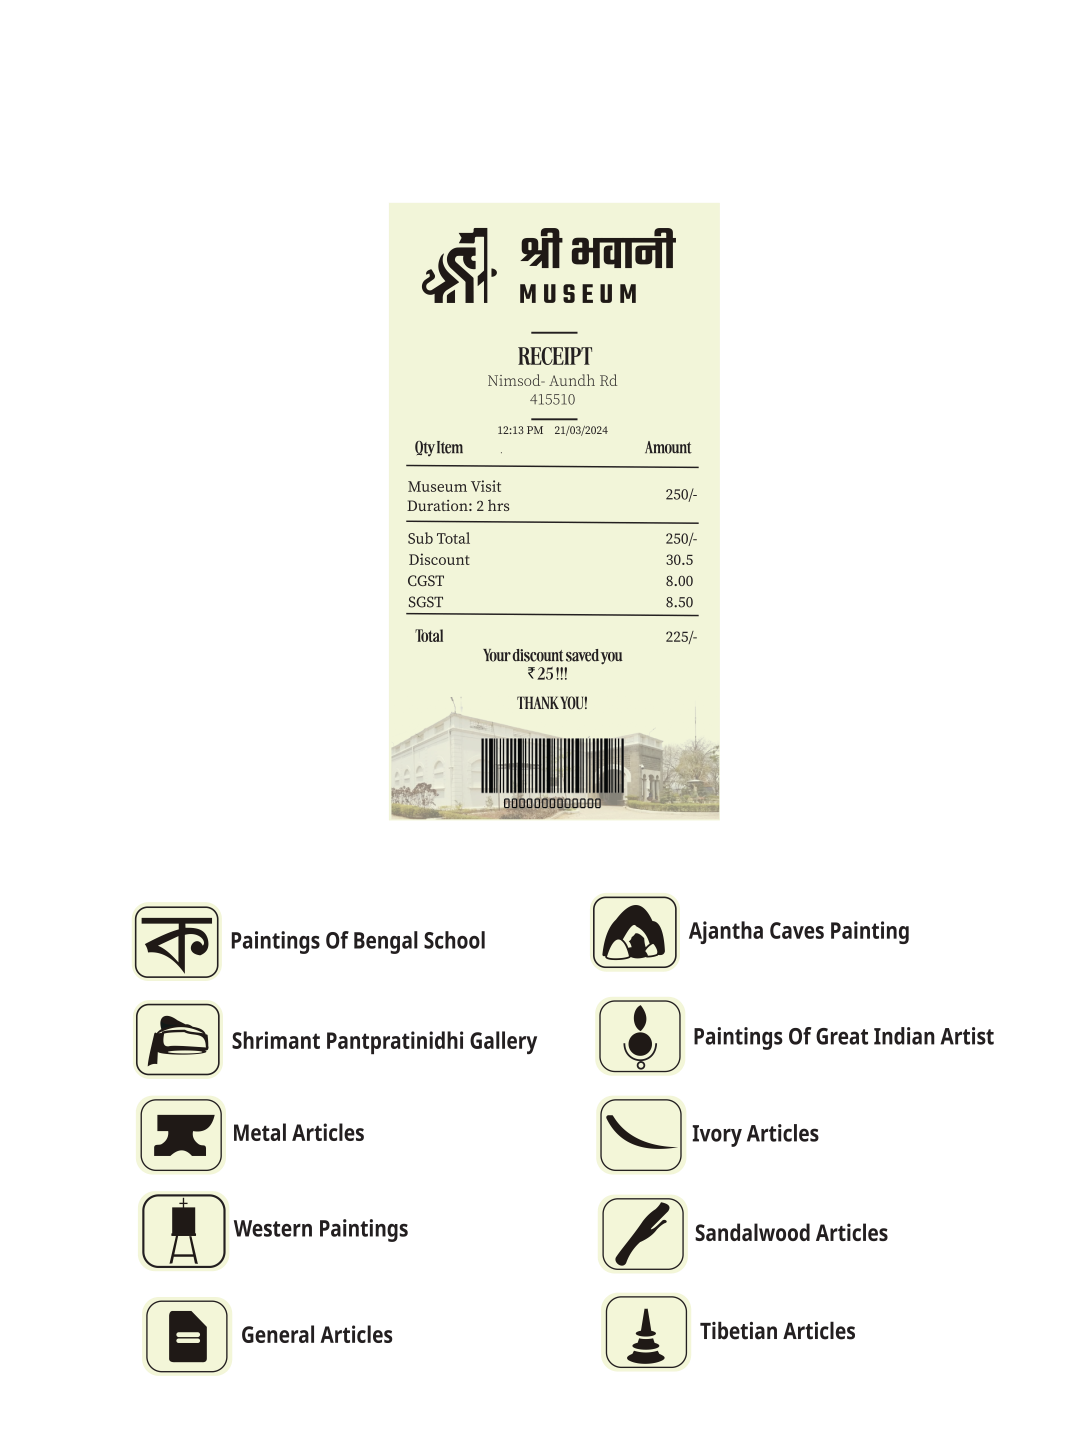 श्री भवानी
MUSEUM
RECEIPT
Nimsod- Aundh Rd
415510
12:13 PM 21/03/2024
Qty Item Amount
Museum Visit
Duration: 2 hrs 250/-
Sub Total 250/-
Discount 30.5
CGST 8.00
SGST 8.50
Total 225/-
Your discount saved you
₹ 25 !!!
THANK YOU!
0000000000000
ক Paintings Of Bengal School
Ajantha Caves Painting
Shrimant Pantpratinidhi Gallery
Paintings Of Great Indian Artist
Metal Articles
Ivory Articles
Western Paintings
Sandalwood Articles
General Articles
Tibetian Articles